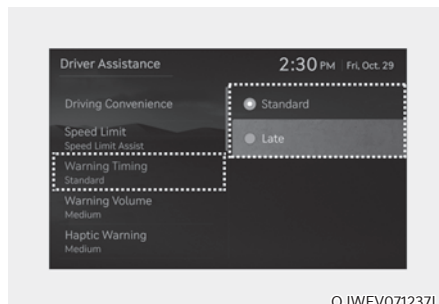 Driver Assistance
2:30 PM Fri, Oct. 29
Driving Convenience
Standard
Speed Limit
Speed Limit Assist
Late
Warning Timing
Standard
Warning Volume
Medium
Haptic Warning
Medium
OJWEV071237L